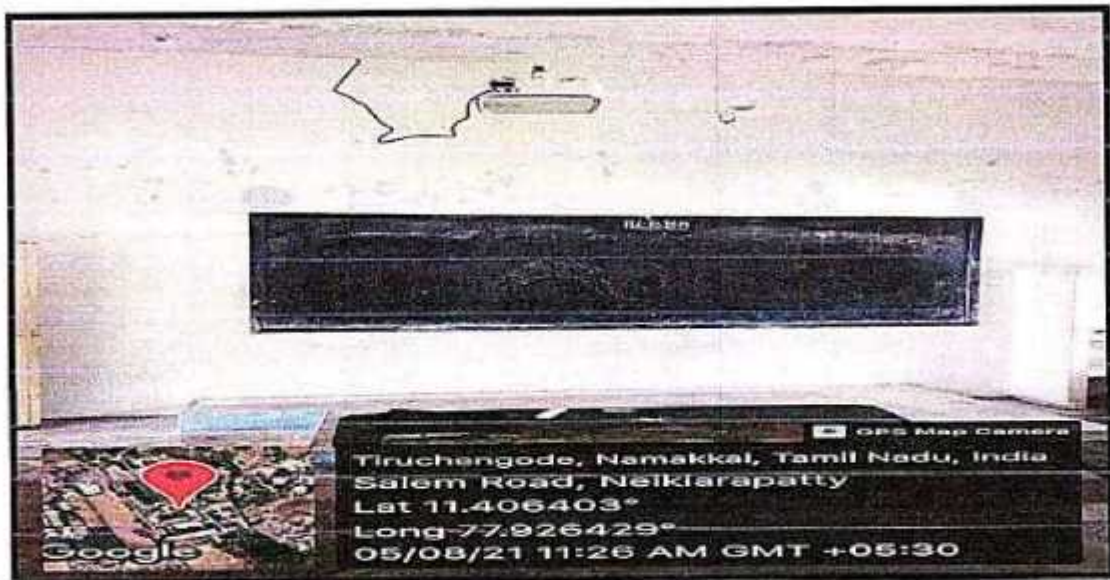 GPS Map Camera
Tiruchengode, Namakkal, Tamil Nadu, India
Salem Road, Neikiarapatty
Lat 11.406403°
Long 77.926429°
05/08/21 11:26 AM GMT +05:30
Google